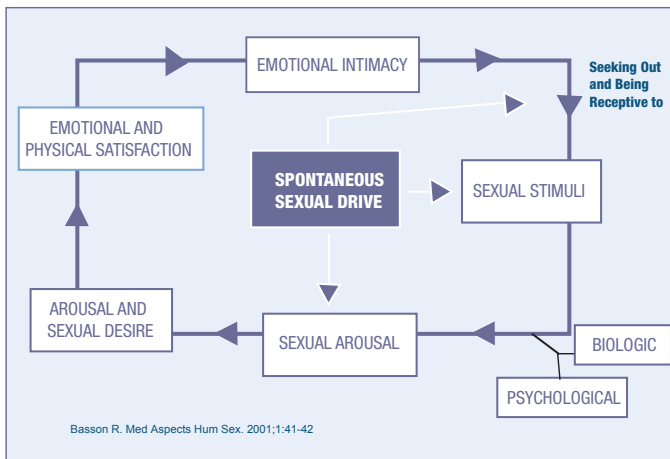 EMOTIONAL INTIMACY
Seeking Out
and Being
Receptive to
EMOTIONAL AND
PHYSICAL SATISFACTION
SPONTANEOUS
SEXUAL DRIVE
SEXUAL STIMULI
AROUSAL AND
SEXUAL DESIRE
SEXUAL AROUSAL
BIOLOGIC
PSYCHOLOGICAL
Basson R. Med Aspects Hum Sex. 2001;1:41-42